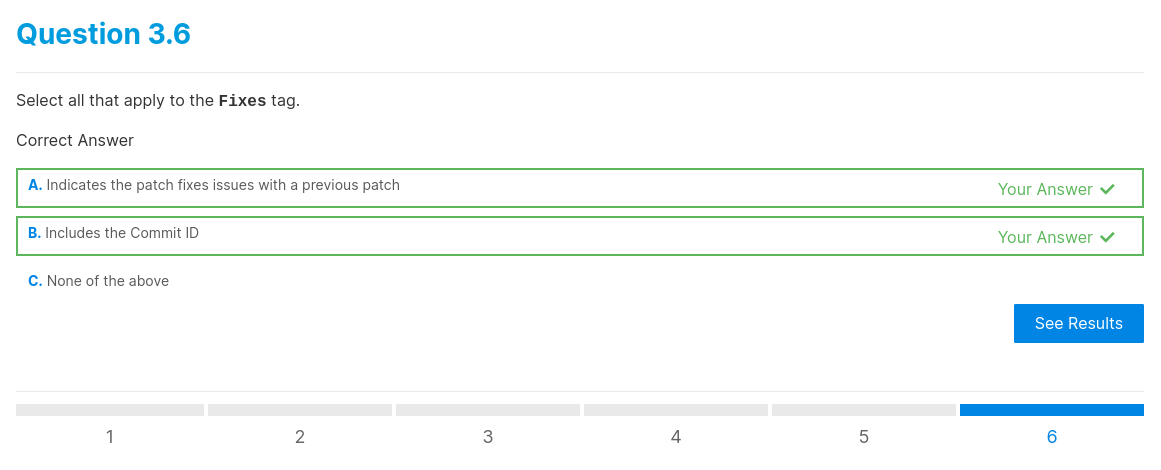 Question 3.6
Select all that apply to the Fixes tag.
Correct Answer
A. Indicates the patch fixes issues with a previous patch
Your Answer ✓
B. Includes the Commit ID
Your Answer ✓
C. None of the above
See Results
1 2 3 4 5 6